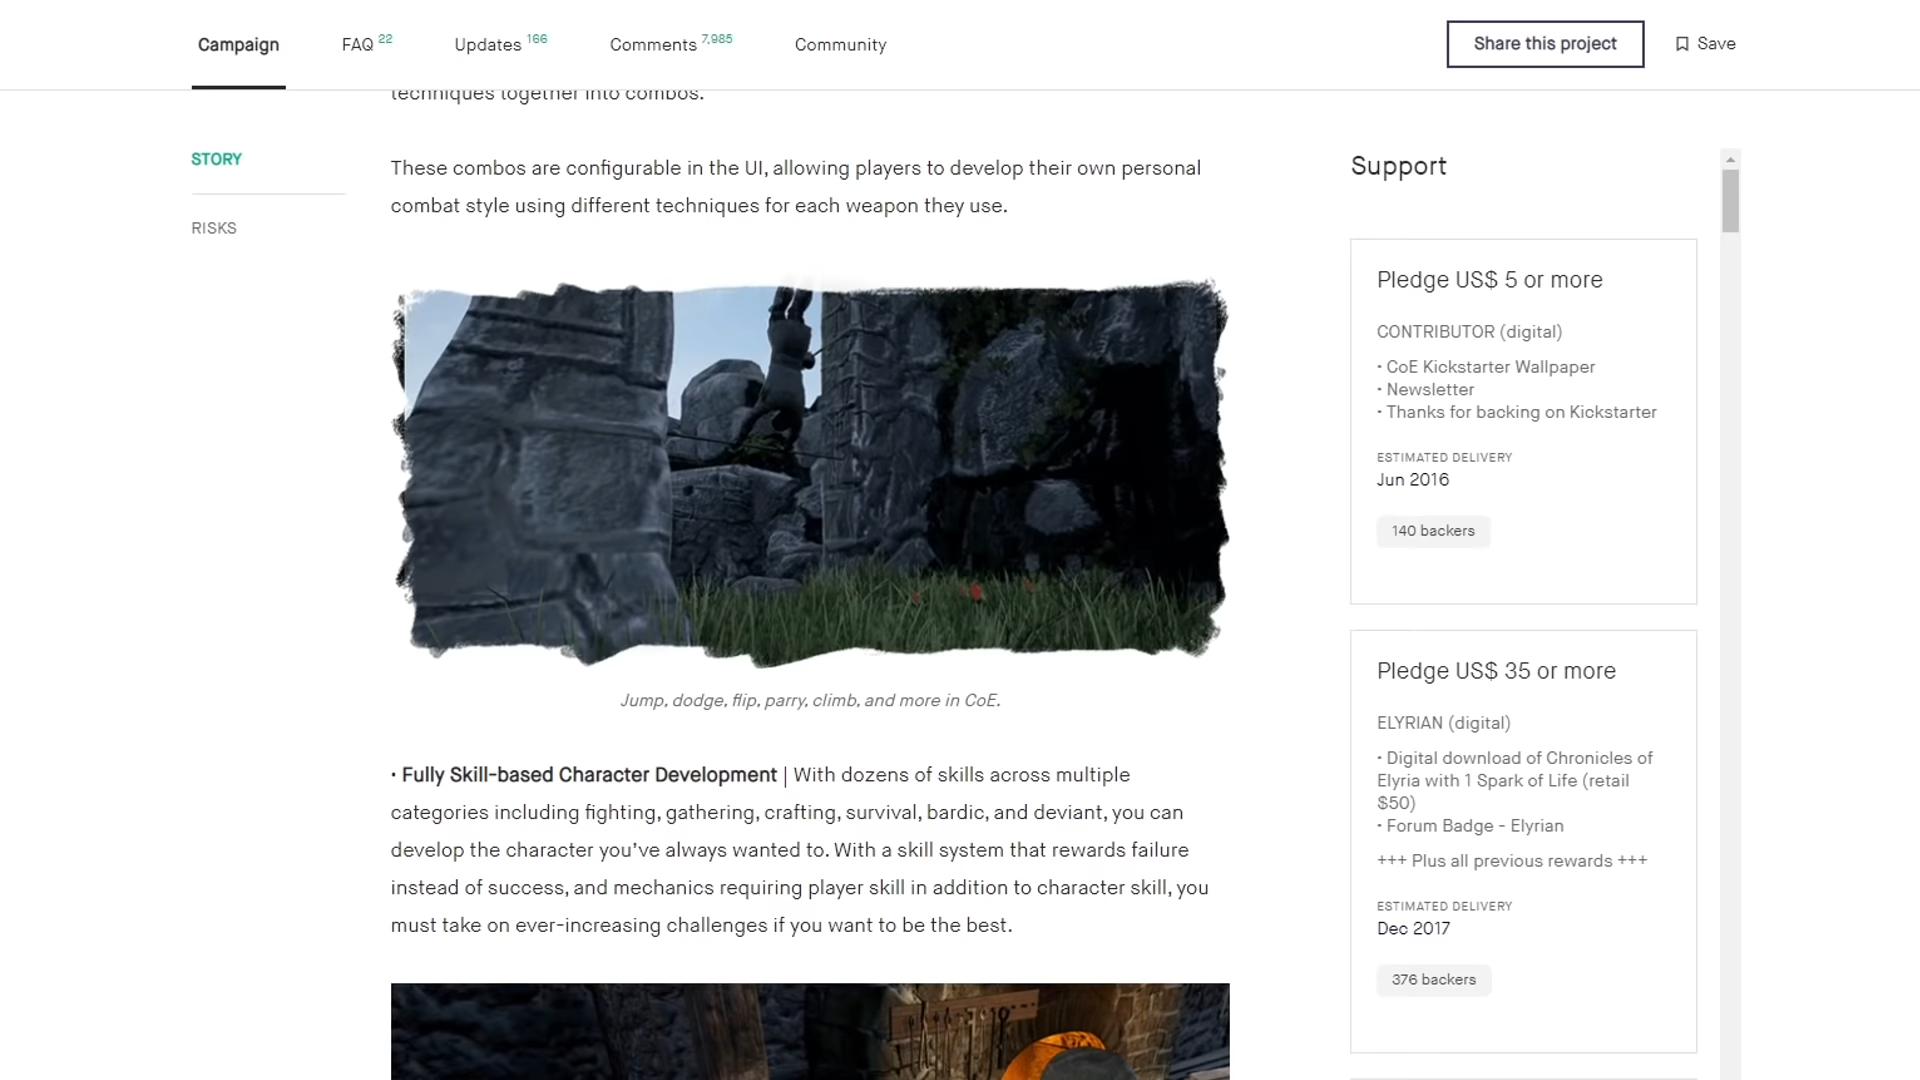 Campaign
FAQ 22
Updates 166
Comments 7,985
Community
Share this project
Save
techniques together into combos.
STORY
RISKS
These combos are configurable in the UI, allowing players to develop their own personal
combat style using different techniques for each weapon they use.
Jump, dodge, flip, parry, climb, and more in CoE.
· Fully Skill-based Character Development | With dozens of skills across multiple
categories including fighting, gathering, crafting, survival, bardic, and deviant, you can
develop the character you've always wanted to. With a skill system that rewards failure
instead of success, and mechanics requiring player skill in addition to character skill, you
must take on ever-increasing challenges if you want to be the best.
Support
Pledge US$ 5 or more
CONTRIBUTOR (digital)
· CoE Kickstarter Wallpaper
· Newsletter
· Thanks for backing on Kickstarter
ESTIMATED DELIVERY
Jun 2016
140 backers
Pledge US$ 35 or more
ELYRIAN (digital)
· Digital download of Chronicles of
Elyria with 1 Spark of Life (retail
$50)
· Forum Badge - Elyrian
+++ Plus all previous rewards +++
ESTIMATED DELIVERY
Dec 2017
376 backers